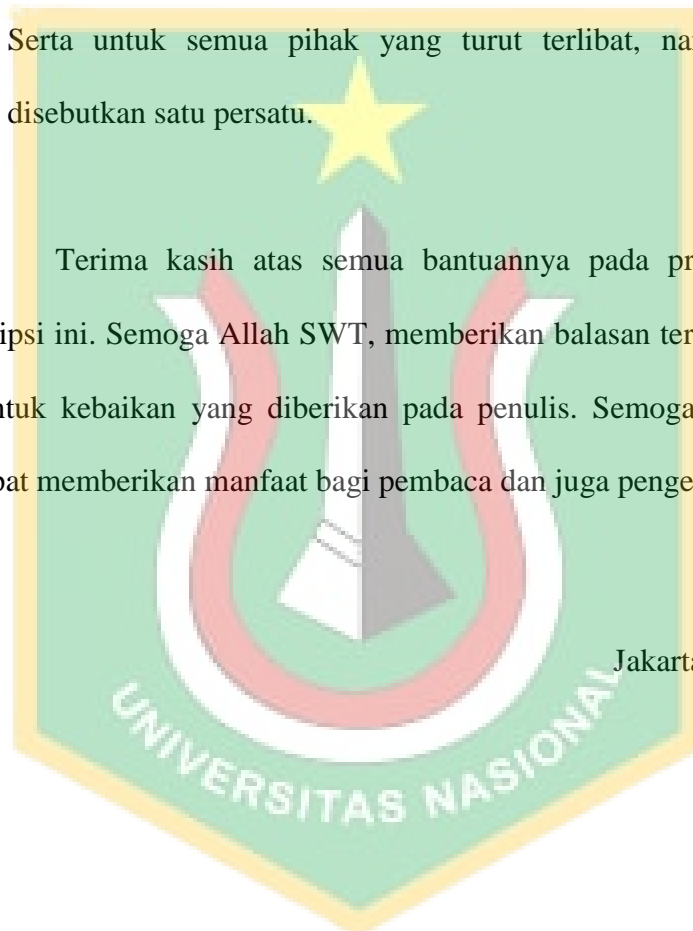 Serta untuk semua pihak yang turut terlibat,
disebutkan satu persatu.
Terima kasih atas semua bantuannya pada
ini. Semoga Allah SWT, memberikan balasan
kebaikan yang diberikan pada penulis. Semoga
memberikan manfaat bagi pembaca dan juga
Jakarta
UNIVERSITAS NASIONAL